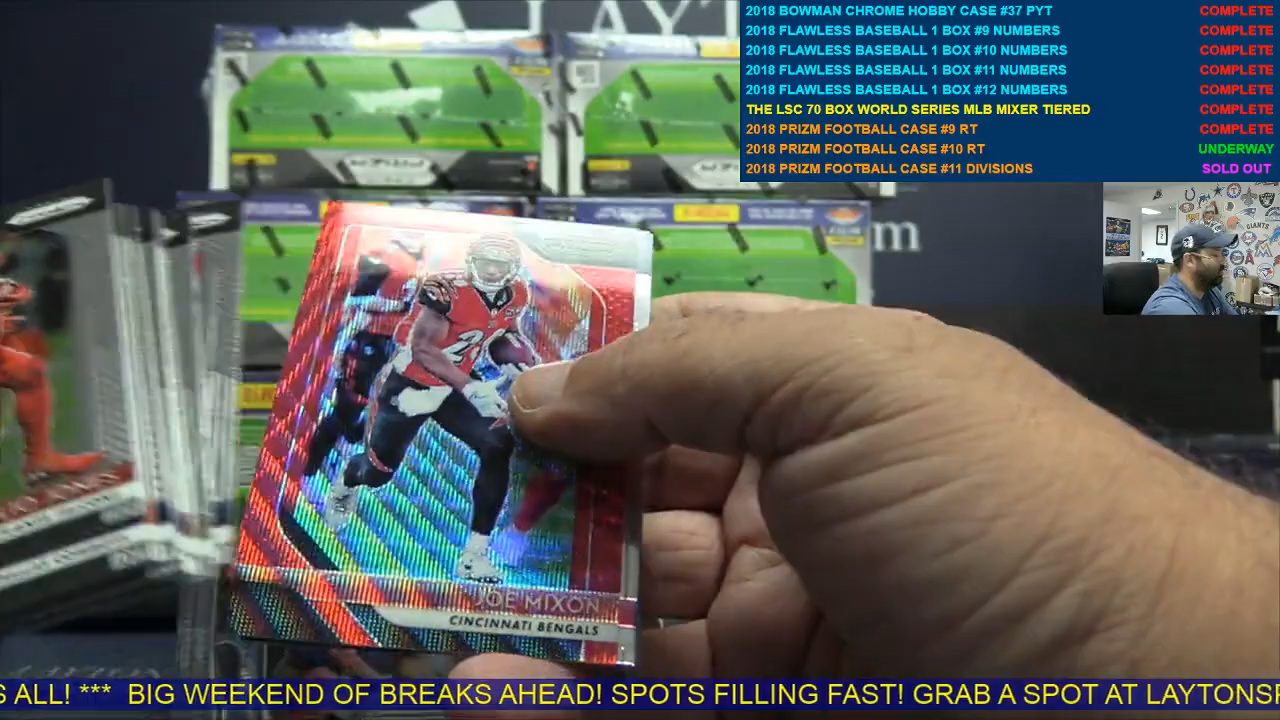 2018 BOWMAN CHROME HOBBY CASE #37 PYT COMPLETE
2018 FLAWLESS BASEBALL 1 BOX #9 NUMBERS COMPLETE
2018 FLAWLESS BASEBALL 1 BOX #10 NUMBERS COMPLETE
2018 FLAWLESS BASEBALL 1 BOX #11 NUMBERS COMPLETE
2018 FLAWLESS BASEBALL 1 BOX #12 NUMBERS COMPLETE
THE LSC 70 BOX WORLD SERIES MLB MIXER TIERED COMPLETE
2018 PRIZM FOOTBALL CASE #9 RT COMPLETE
2018 PRIZM FOOTBALL CASE #10 RT UNDERWAY
2018 PRIZM FOOTBALL CASE #11 DIVISIONS SOLD OUT
LAYT
om
JOE MIXON
CINCINNATI BENGALS
S ALL! *** BIG WEEKEND OF BREAKS AHEAD! SPOTS FILLING FAST! GRAB A SPOT AT LAYTONSP